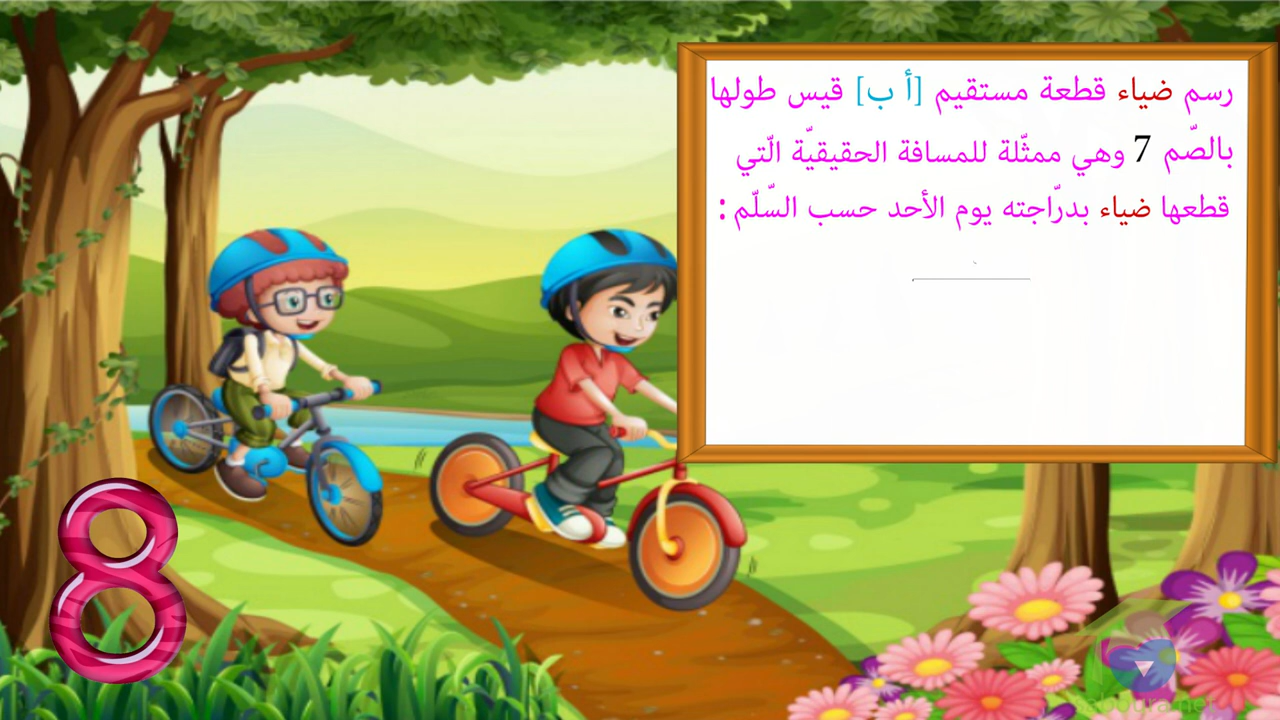 رسم ضياء قطعة مستقيم [أ ب] قيس طولها
بالصّم 7 وهي ممثّلة للمسافة الحقيقيّة الّتي
قطعها ضياء بدرّاجته يوم الأحد حسب السّلّم :
8